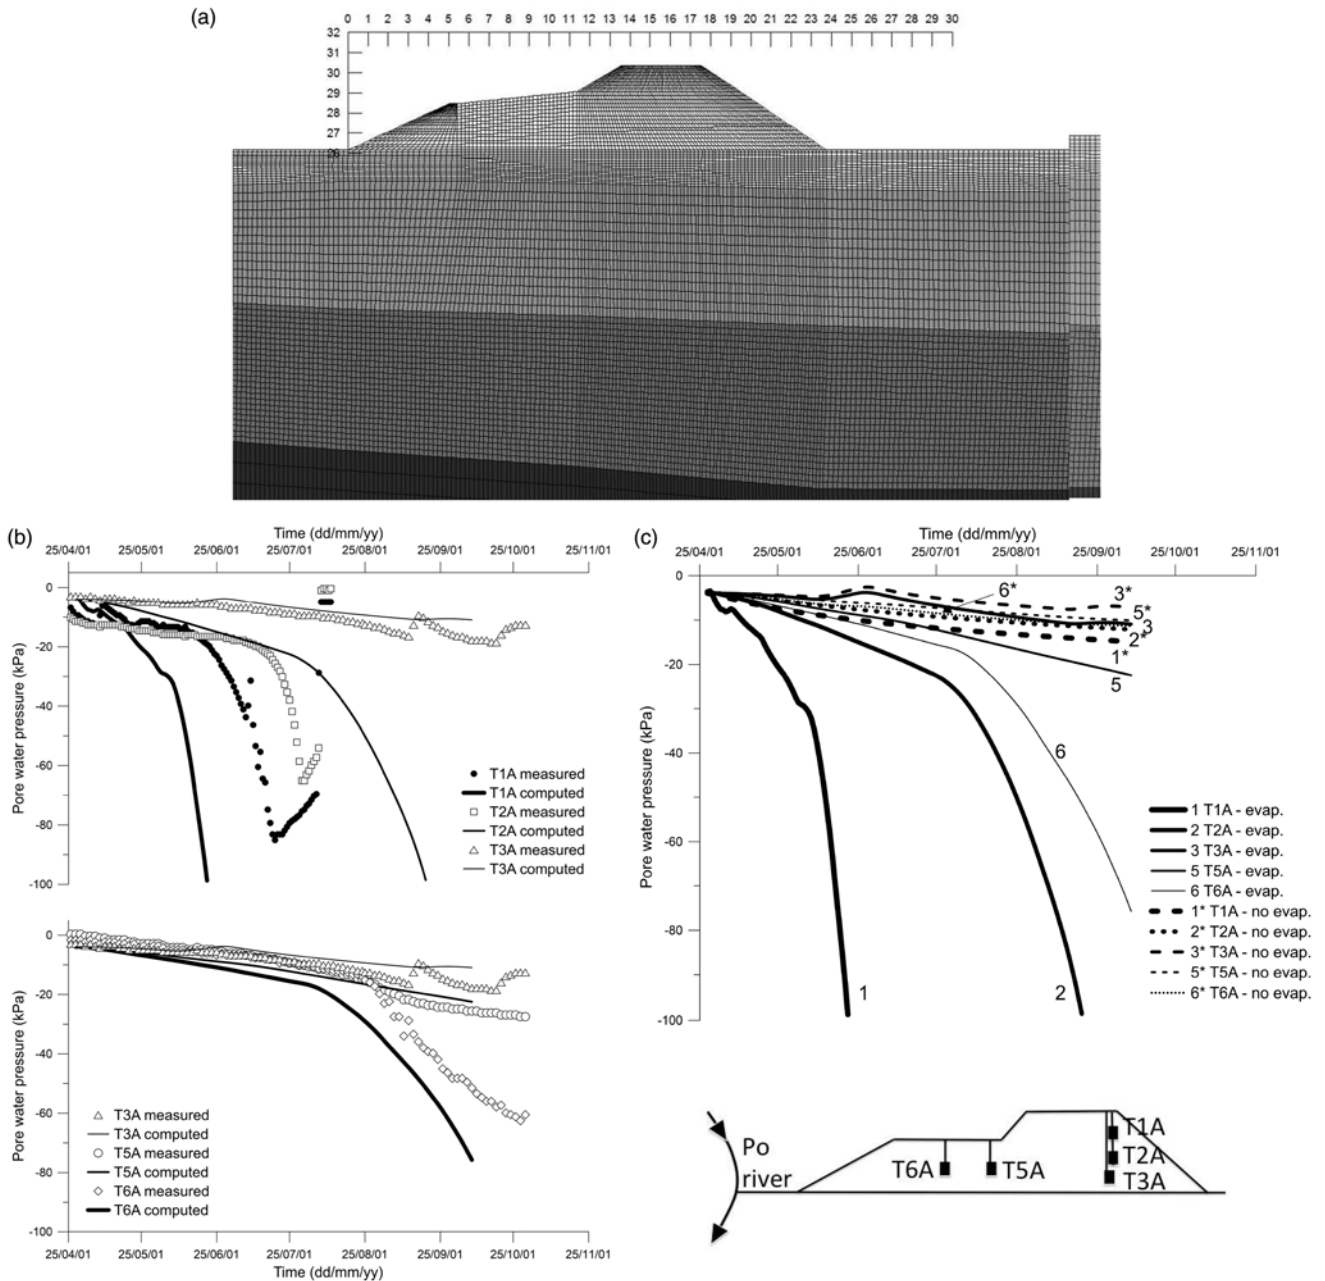 (a)
0 1 2 3 4 5 6 7 8 9 10 11 12 13 14 15 16 17 18 19 20 21 22 23 24 25 26 27 28 29 30
32
31
30
29
28
27
26
(b)
Time (dd/mm/yy)
25/04/01 25/05/01 25/06/01 25/07/01 25/08/01 25/09/01 25/10/01 25/11/01
0
-20
-40
-60
-80
-100
Pore water pressure (kPa)
T1A measured
T1A computed
T2A measured
T2A computed
T3A measured
T3A computed
0
-20
-40
-60
-80
-100
Pore water pressure (kPa)
T3A measured
T3A computed
T5A measured
T5A computed
T6A measured
T6A computed
25/04/01 25/05/01 25/06/01 25/07/01 25/08/01 25/09/01 25/10/01 25/11/01
Time (dd/mm/yy)
(c)
Time (dd/mm/yy)
25/04/01 25/05/01 25/06/01 25/07/01 25/08/01 25/09/01 25/10/01 25/11/01
0
-20
-40
-60
-80
-100
Pore water pressure (kPa)
6*
3*
5*
3
2*
1*
5
6
1
2
1 T1A - evap.
2 T2A - evap.
3 T3A - evap.
5 T5A - evap.
6 T6A - evap.
1* T1A - no evap.
2* T2A - no evap.
3* T3A - no evap.
5* T5A - no evap.
6* T6A - no evap.
Po
river
T6A
T5A
T1A
T2A
T3A